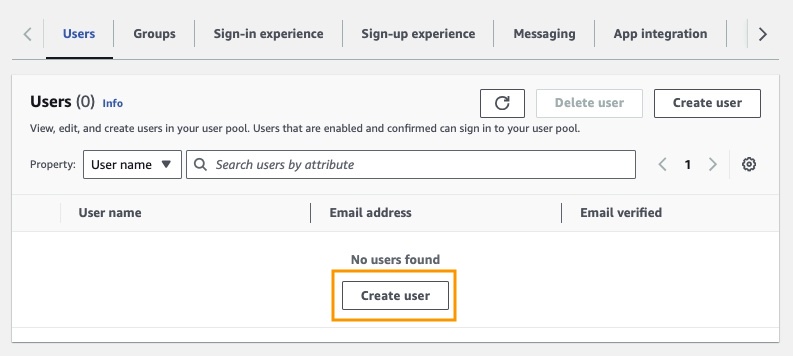 Users Groups Sign-in experience Sign-up experience Messaging App integration
Users (0) Info Delete user Create user
View, edit, and create users in your user pool. Users that are enabled and confirmed can sign in to your user pool.
Property: User name Search users by attribute 1
User name Email address Email verified
No users found
Create user